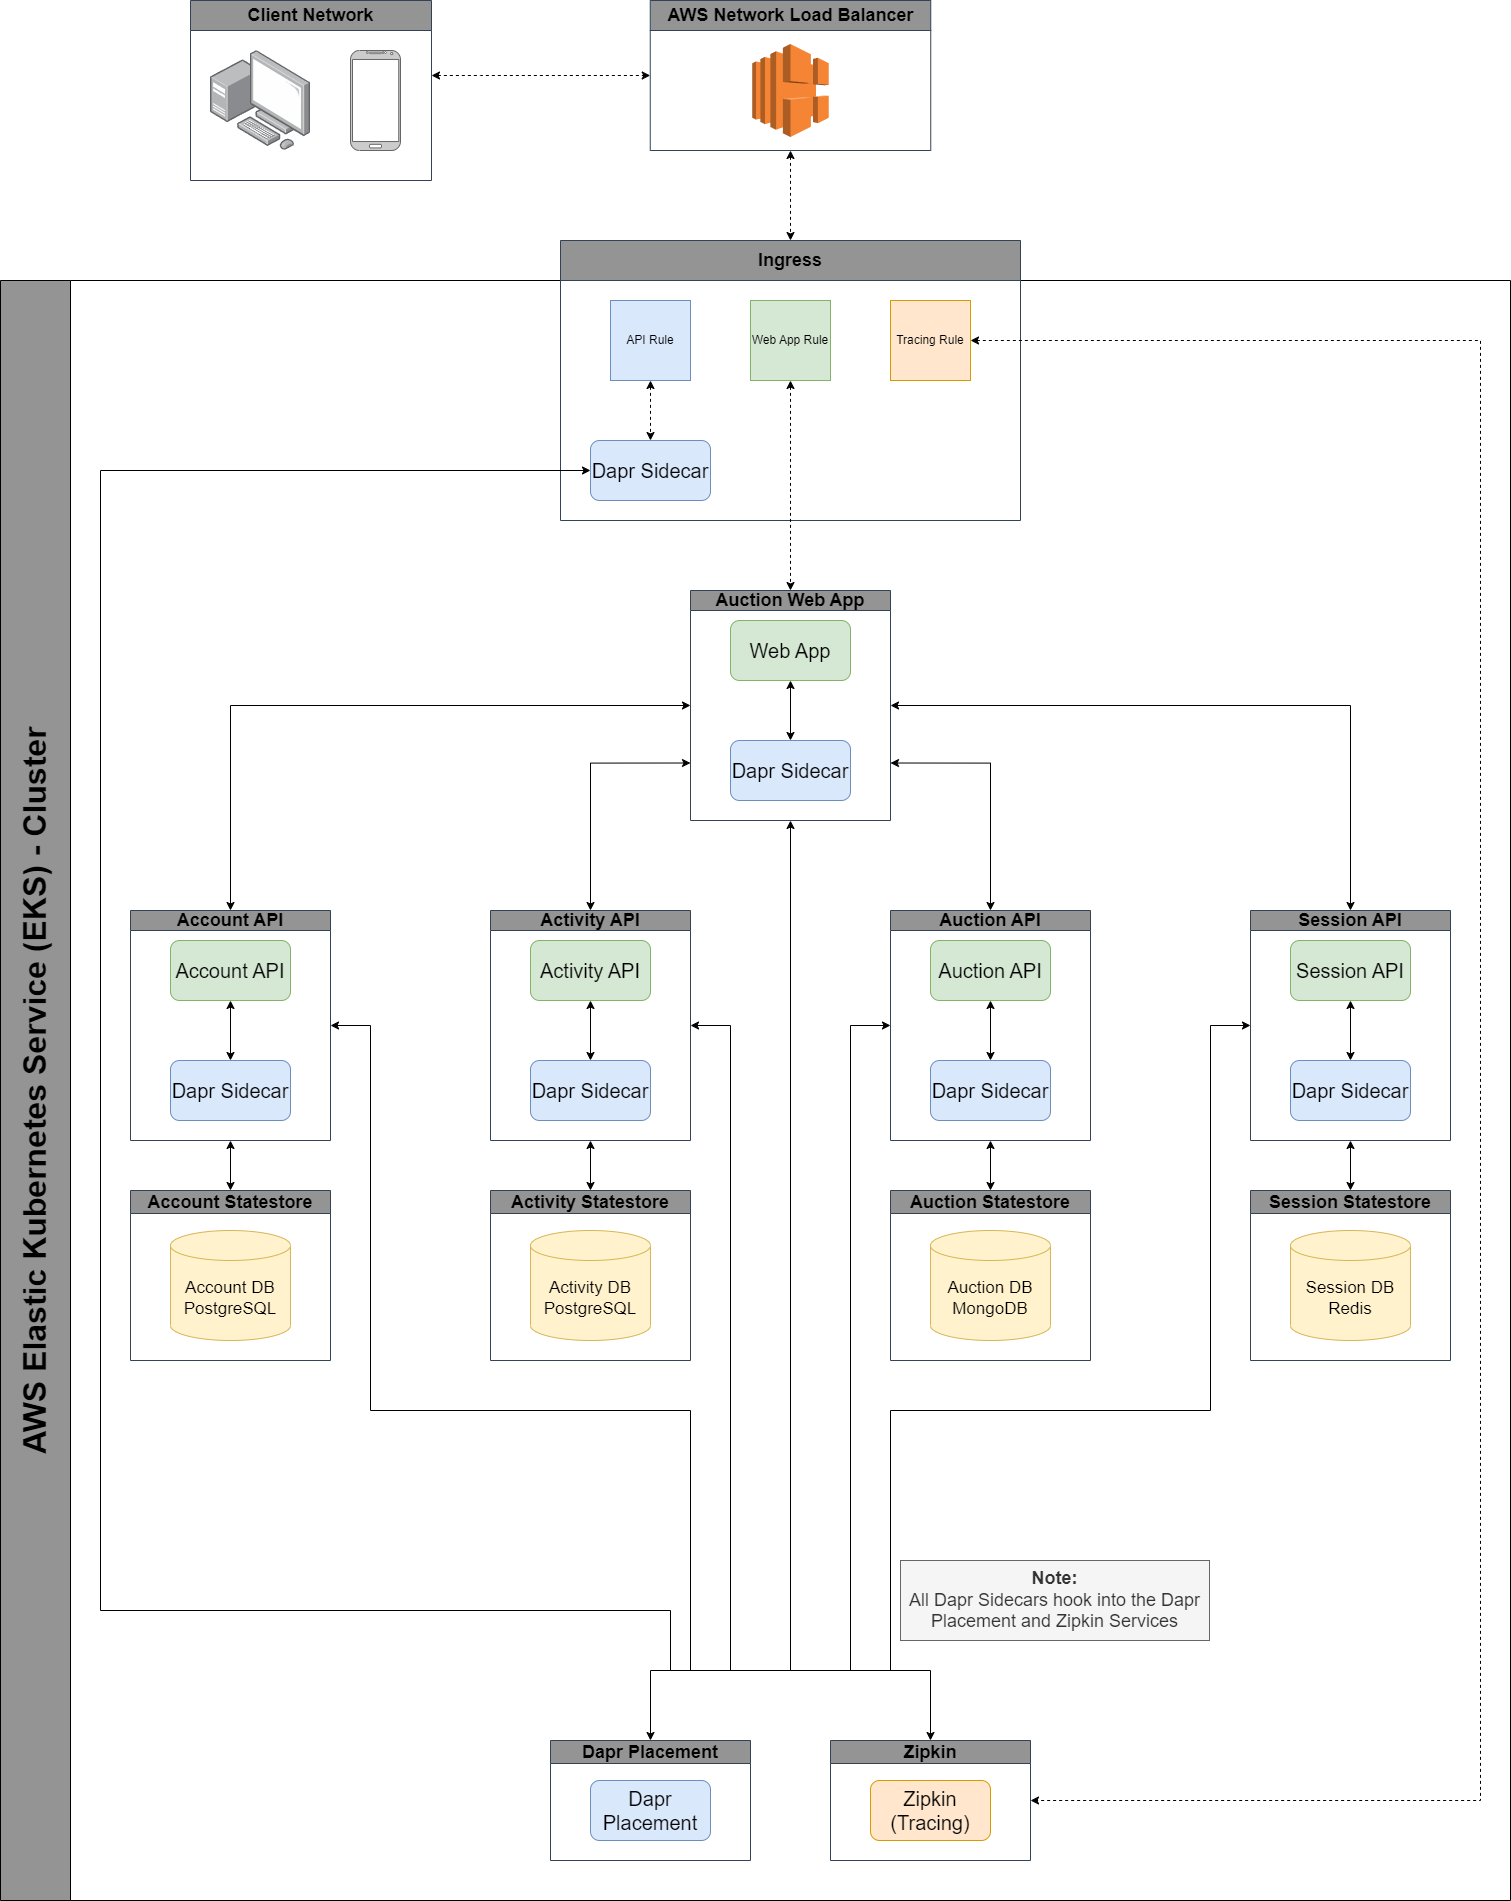 Client Network
AWS Network Load Balancer
Ingress
API Rule
Web App Rule
Tracing Rule
Dapr Sidecar
AWS Elastic Kubernetes Service (EKS) - Cluster
Auction Web App
Web App
Dapr Sidecar
Account API
Activity API
Auction API
Session API
Account API
Activity API
Auction API
Session API
Dapr Sidecar
Dapr Sidecar
Dapr Sidecar
Dapr Sidecar
Account Statestore
Activity Statestore
Auction Statestore
Session Statestore
Account DB
PostgreSQL
Activity DB
PostgreSQL
Auction DB
MongoDB
Session DB
Redis
Note:
All Dapr Sidecars hook into the Dapr
Placement and Zipkin Services
Dapr Placement
Zipkin
Dapr
Placement
Zipkin
(Tracing)